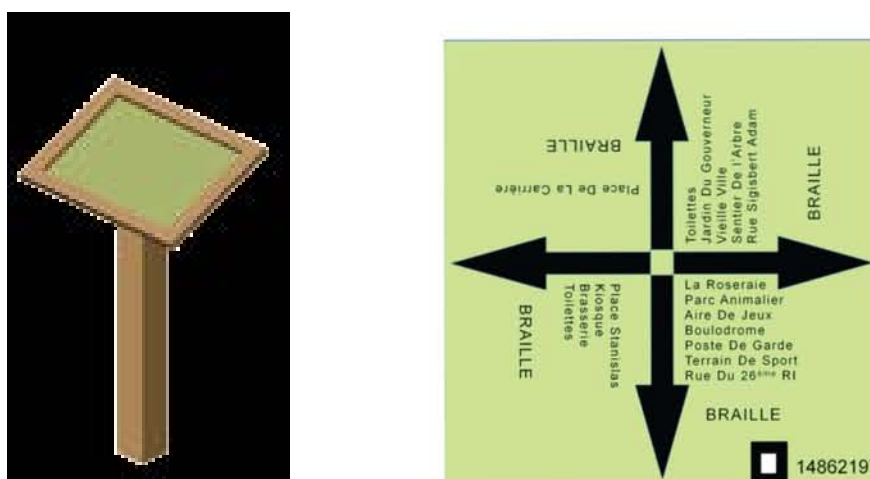 BRAILLE
Place De La Carrière
Toilettes
Jardin Du Gouverneur
Vieille Ville
Sentier De l'Arbre
Rue Sigisbert Adam
BRAILLE
Place Stanislas
Kiosque
Brasserie
Toilettes
BRAILLE
La Roseraie
Parc Animalier
Aire De Jeux
Boulodrome
Poste De Garde
Terrain De Sport
Rue Du 26ème RI
BRAILLE
1486219